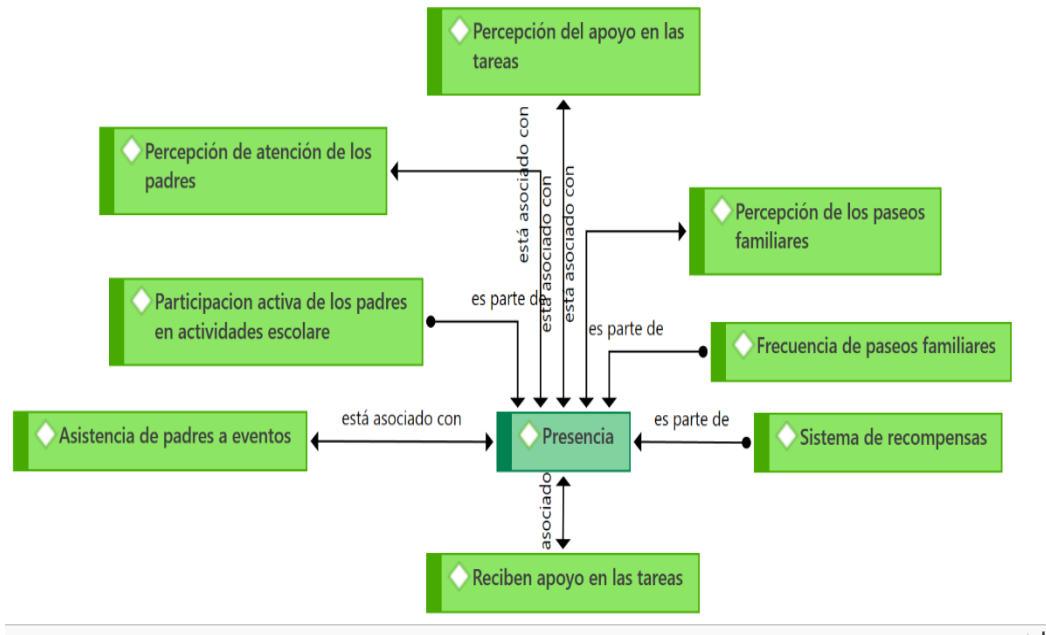 Percepción del apoyo en las
tareas
está asociado con
Percepción de atención de los
padres
está asociado con
está asociado con
Percepción de los paseos
familiares
Participacion activa de los padres
en actividades escolare
es parte de
es parte de
Frecuencia de paseos familiares
Asistencia de padres a eventos
está asociado con
Presencia
es parte de
Sistema de recompensas
asociado
Reciben apoyo en las tareas